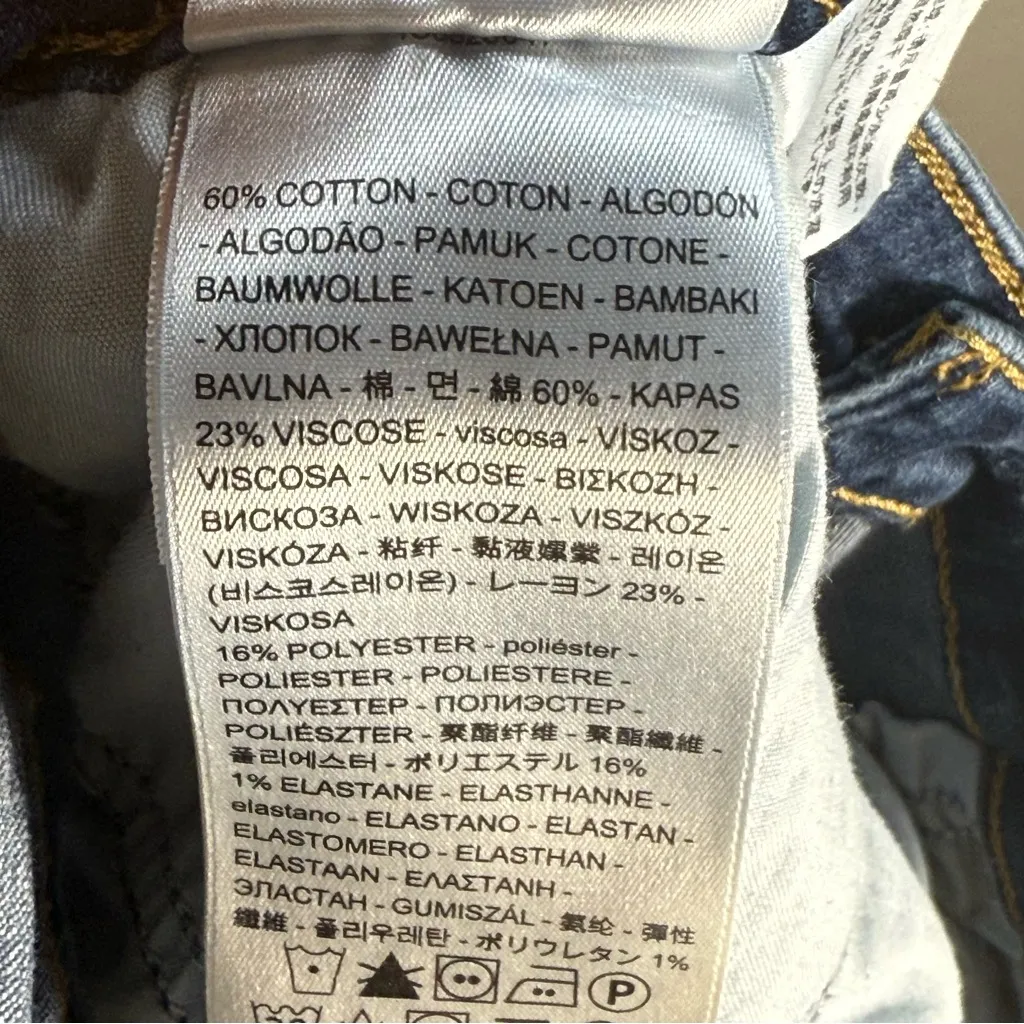 60% COTTON - COTON - ALGODÓN
- ALGODÃO - PAMUK - COTONE -
BAUMWOLLE - KATOEN - BAMBAKI
- ХЛОПОК - BAWEŁNA - PAMUT -
BAVLNA - 棉 - 면 - 綿 60% - KAPAS
23% VISCOSE - viscosa - VİSKOZ -
VISCOSA - VISKOSE - ΒΙΣΚΟΖΗ -
ВИСКОЗА - WISKOZA - VISZKÓZ -
VISKÓZA - 粘纤 - 黏液嫘縈 - 레이온
(비스코스레이온) - レーヨン 23% -
VISKOSA
16% POLYESTER - poliéster -
POLIESTER - POLIESTERE -
ΠΟΛΥΕΣΤΕΡ - ПОЛИЭСТЕР -
POLIÉSZTER - 聚酯纤维 - 聚酯纖維 -
폴리에스터 - ポリエステル 16%
1% ELASTANE - ELASTHANNE -
elastano - ELASTANO - ELASTAN -
ELASTOMERO - ELASTHAN -
ELASTAAN - ΕΛΑΣΤΑΝΗ -
ЭЛАСТАН - GUMISZÁL - 氨纶 - 彈性
纖維 - 폴리우레탄 - ポリウレタン 1%
P